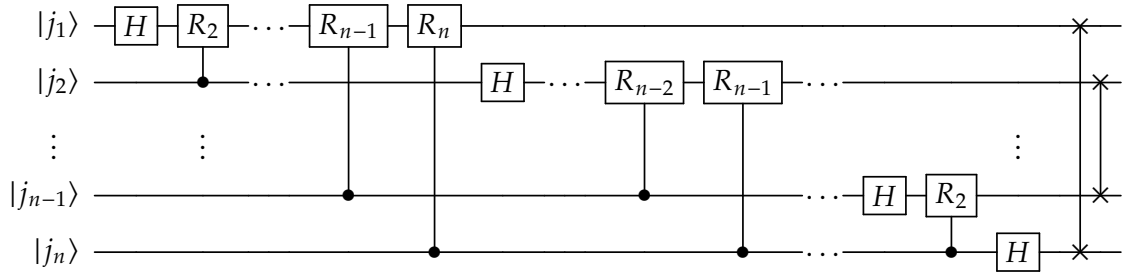 |j₁⟩ H R₂ ⋯ Rₙ₋₁ Rₙ
|j₂⟩ ⋯ H ⋯ Rₙ₋₂ Rₙ₋₁ ⋯
⋮ ⋮ ⋮
|jₙ₋₁⟩ ⋯ H R₂
|jₙ⟩ ⋯ H